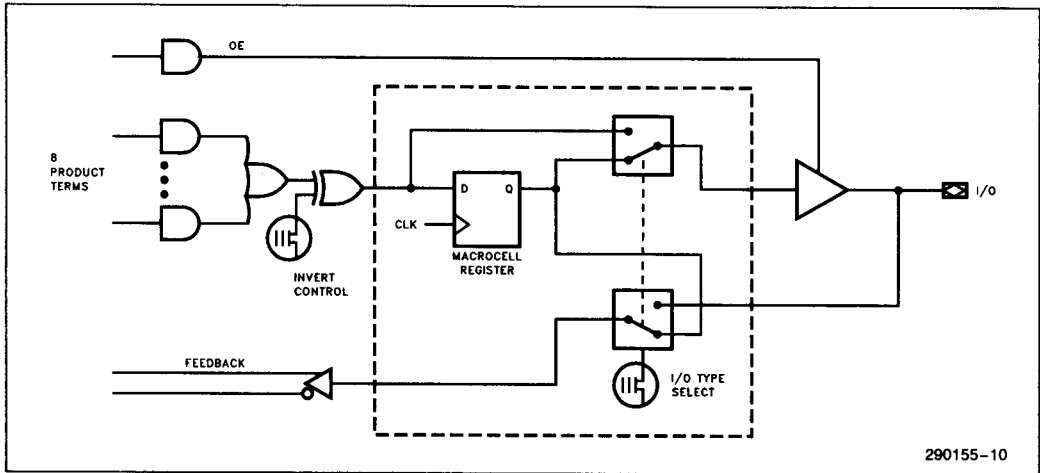 OE
8
PRODUCT
TERMS
INVERT
CONTROL
CLK
D
Q
MACROCELL
REGISTER
I/O
I/O TYPE
SELECT
FEEDBACK
290155-10